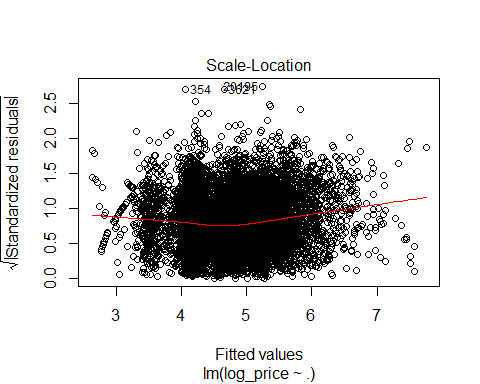 Scale-Location
√|Standardized residuals|
0.0 0.5 1.0 1.5 2.0 2.5
354
3 4 5 6 7
Fitted values
lm(log_price ~ .)